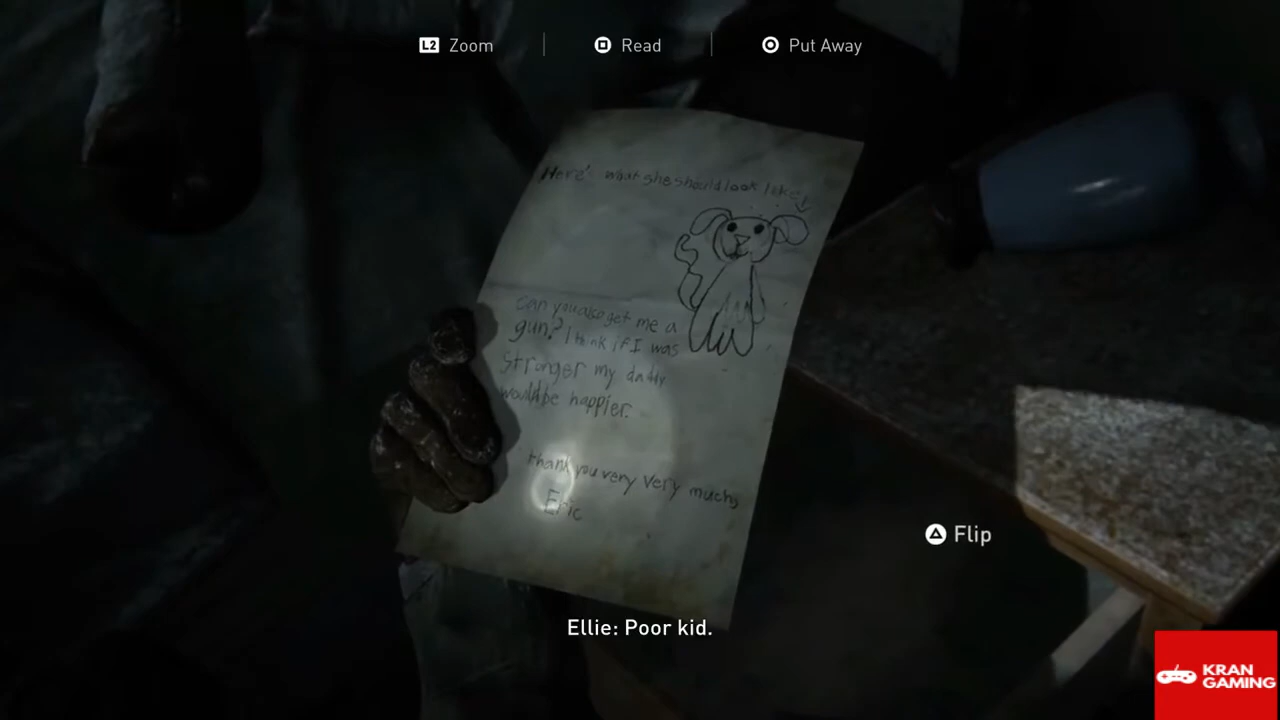 L2 Zoom | Read | Put Away
Here's what she should look like
Can you also get me a
gun? I think if I was
Stronger my daddy
would be happier.
thank you very very much,
Eric
Flip
Ellie: Poor kid.
KRAN
GAMING